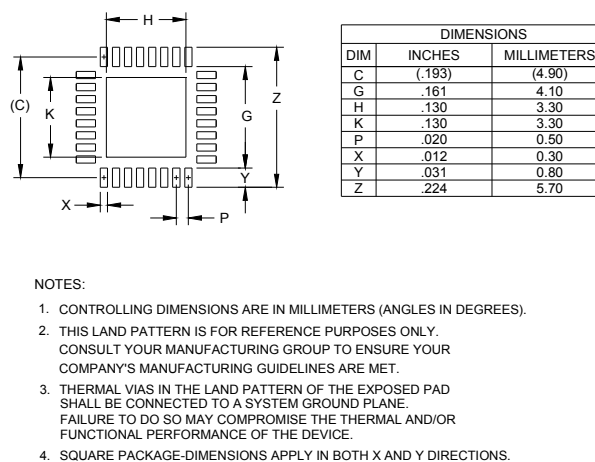 H
(C)
K
G
Z
Y
X
P
DIMENSIONS
DIM INCHES MILLIMETERS
C (.193) (4.90)
G .161 4.10
H .130 3.30
K .130 3.30
P .020 0.50
X .012 0.30
Y .031 0.80
Z .224 5.70
NOTES:
1. CONTROLLING DIMENSIONS ARE IN MILLIMETERS (ANGLES IN DEGREES).
2. THIS LAND PATTERN IS FOR REFERENCE PURPOSES ONLY.
CONSULT YOUR MANUFACTURING GROUP TO ENSURE YOUR
COMPANY'S MANUFACTURING GUIDELINES ARE MET.
3. THERMAL VIAS IN THE LAND PATTERN OF THE EXPOSED PAD
SHALL BE CONNECTED TO A SYSTEM GROUND PLANE.
FAILURE TO DO SO MAY COMPROMISE THE THERMAL AND/OR
FUNCTIONAL PERFORMANCE OF THE DEVICE.
4. SQUARE PACKAGE-DIMENSIONS APPLY IN BOTH X AND Y DIRECTIONS.